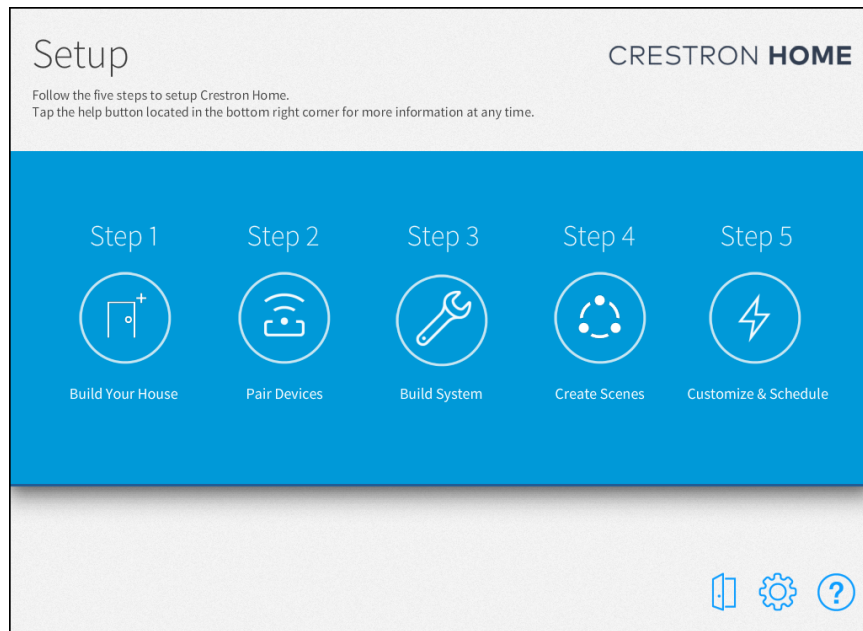 Setup
CRESTRON HOME
Follow the five steps to setup Crestron Home.
Tap the help button located in the bottom right corner for more information at any time.
Step 1
Step 2
Step 3
Step 4
Step 5
Build Your House
Pair Devices
Build System
Create Scenes
Customize & Schedule
?